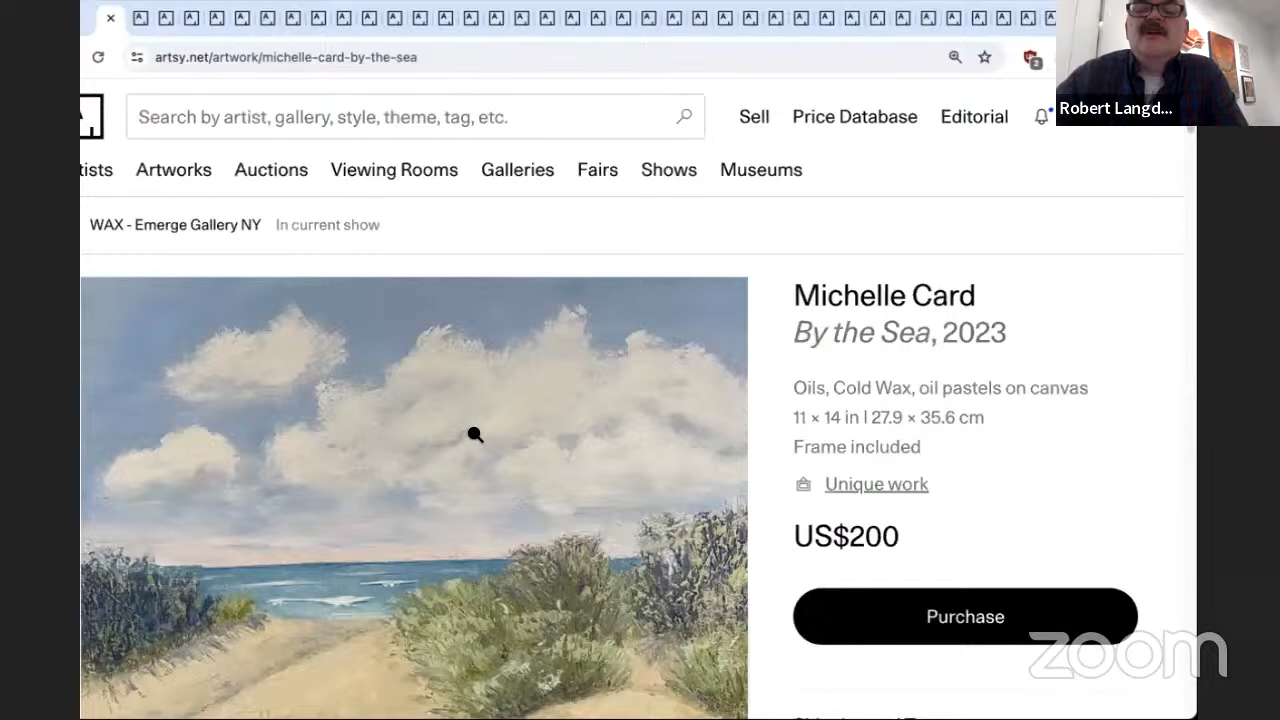 artsy.net/artwork/michelle-card-by-the-sea
2
Robert Langd...
Search by artist, gallery, style, theme, tag, etc.
Sell
Price Database
Editorial
tists
Artworks
Auctions
Viewing Rooms
Galleries
Fairs
Shows
Museums
WAX - Emerge Gallery NY
In current show
Michelle Card
By the Sea, 2023
Oils, Cold Wax, oil pastels on canvas
11 × 14 in | 27.9 × 35.6 cm
Frame included
Unique work
US$200
Purchase
zoom